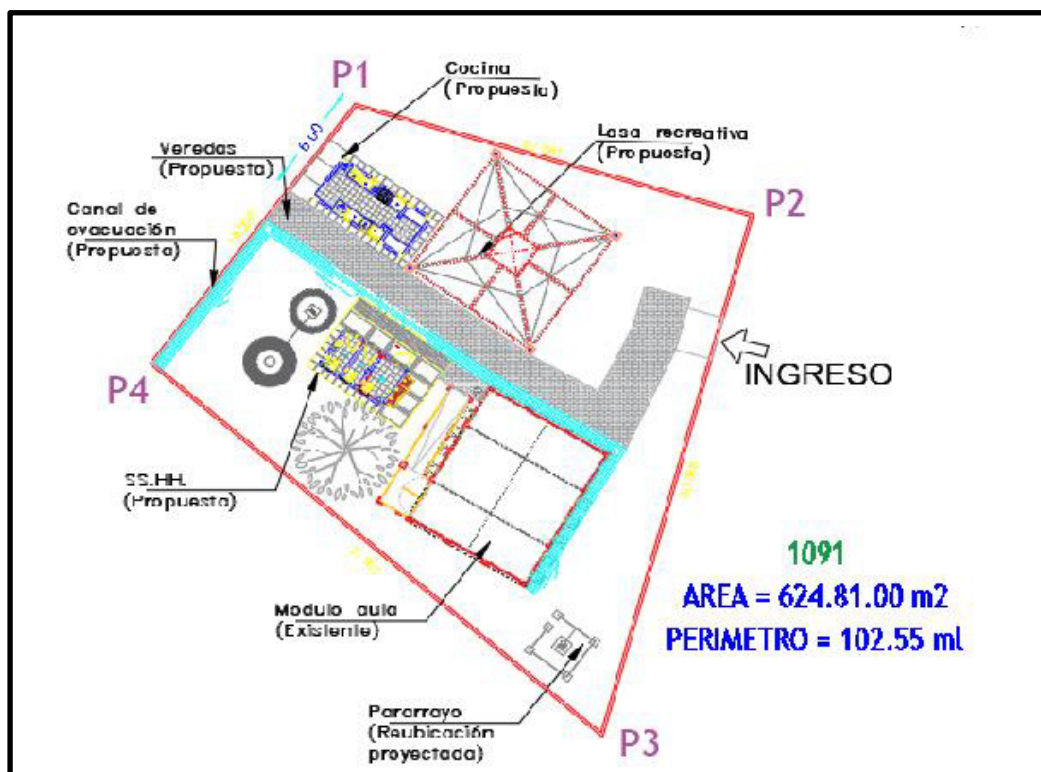 P1
Cocina
(Propuesta)
Losa recreativa
(Propuesta)
Veredas
(Propuesta)
P2
Canal de
evacuación
(Propuesta)
INGRESO
P4
SS.HH.
(Propuesta)
1091
AREA = 624.81.00 m2
PERIMETRO = 102.55 ml
Modulo aula
(Existente)
Pararrayo
(Reubicación
proyectada)
P3